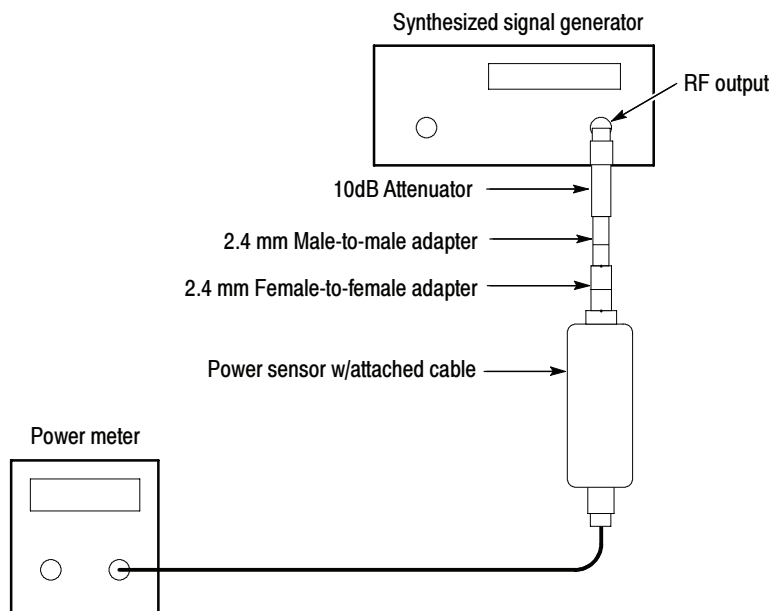 Synthesized signal generator
RF output
10dB Attenuator
2.4 mm Male-to-male adapter
2.4 mm Female-to-female adapter
Power sensor w/attached cable
Power meter